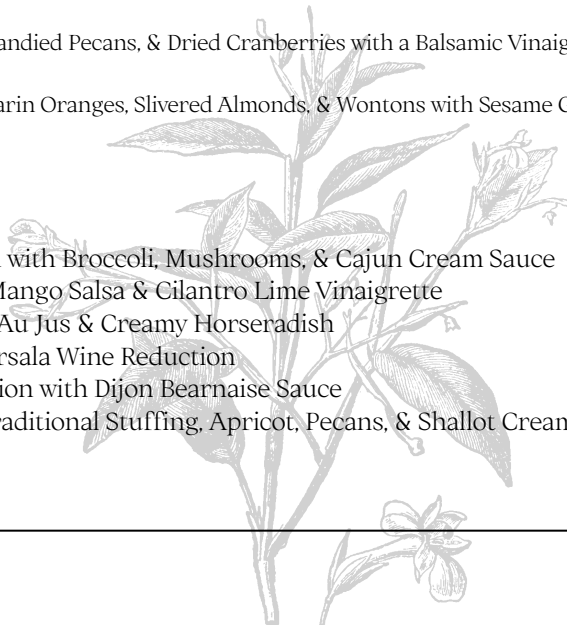 andied Pecans, & Dried Cranberries with a Balsamic Vinaig
arin Oranges, Slivered Almonds, & Wontons with Sesame
with Broccoli, Mushrooms, & Cajun Cream Sauce
Mango Salsa & Cilantro Lime Vinaigrette
Au Jus & Creamy Horseradish
rsala Wine Reduction
ion with Dijon Bearnaise Sauce
raditional Stuffing, Apricot, Pecans, & Shallot Cream